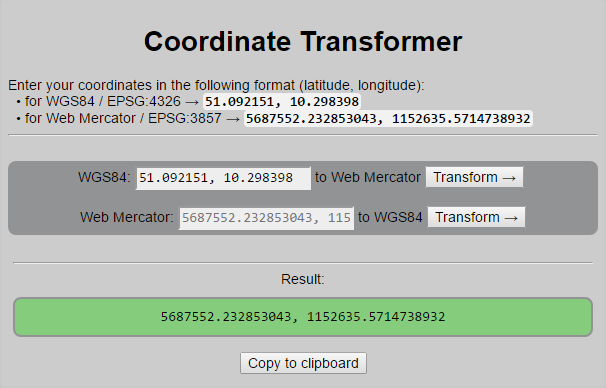 Coordinate Transformer
Enter your coordinates in the following format (latitude, longitude):
• for WGS84 / EPSG:4326 → 51.092151, 10.298398
• for Web Mercator / EPSG:3857 → 5687552.232853043, 1152635.5714738932
WGS84: 51.092151, 10.298398 to Web Mercator Transform →
Web Mercator: 5687552.232853043, 115 to WGS84 Transform →
Result:
5687552.232853043, 1152635.5714738932
Copy to clipboard